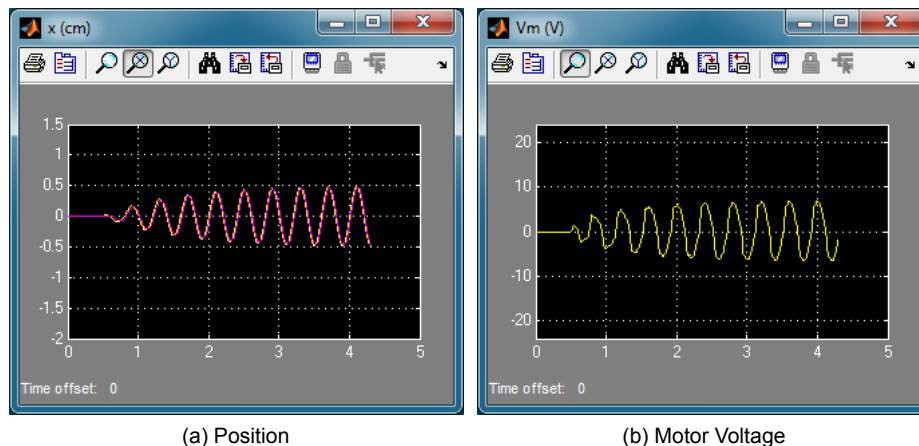 x (cm)
1.5
1
0.5
0
-0.5
-1
-1.5
-2
0 1 2 3 4 5
Time offset: 0
(a) Position
Vm (V)
20
10
0
-10
-20
0 1 2 3 4 5
Time offset: 0
(b) Motor Voltage